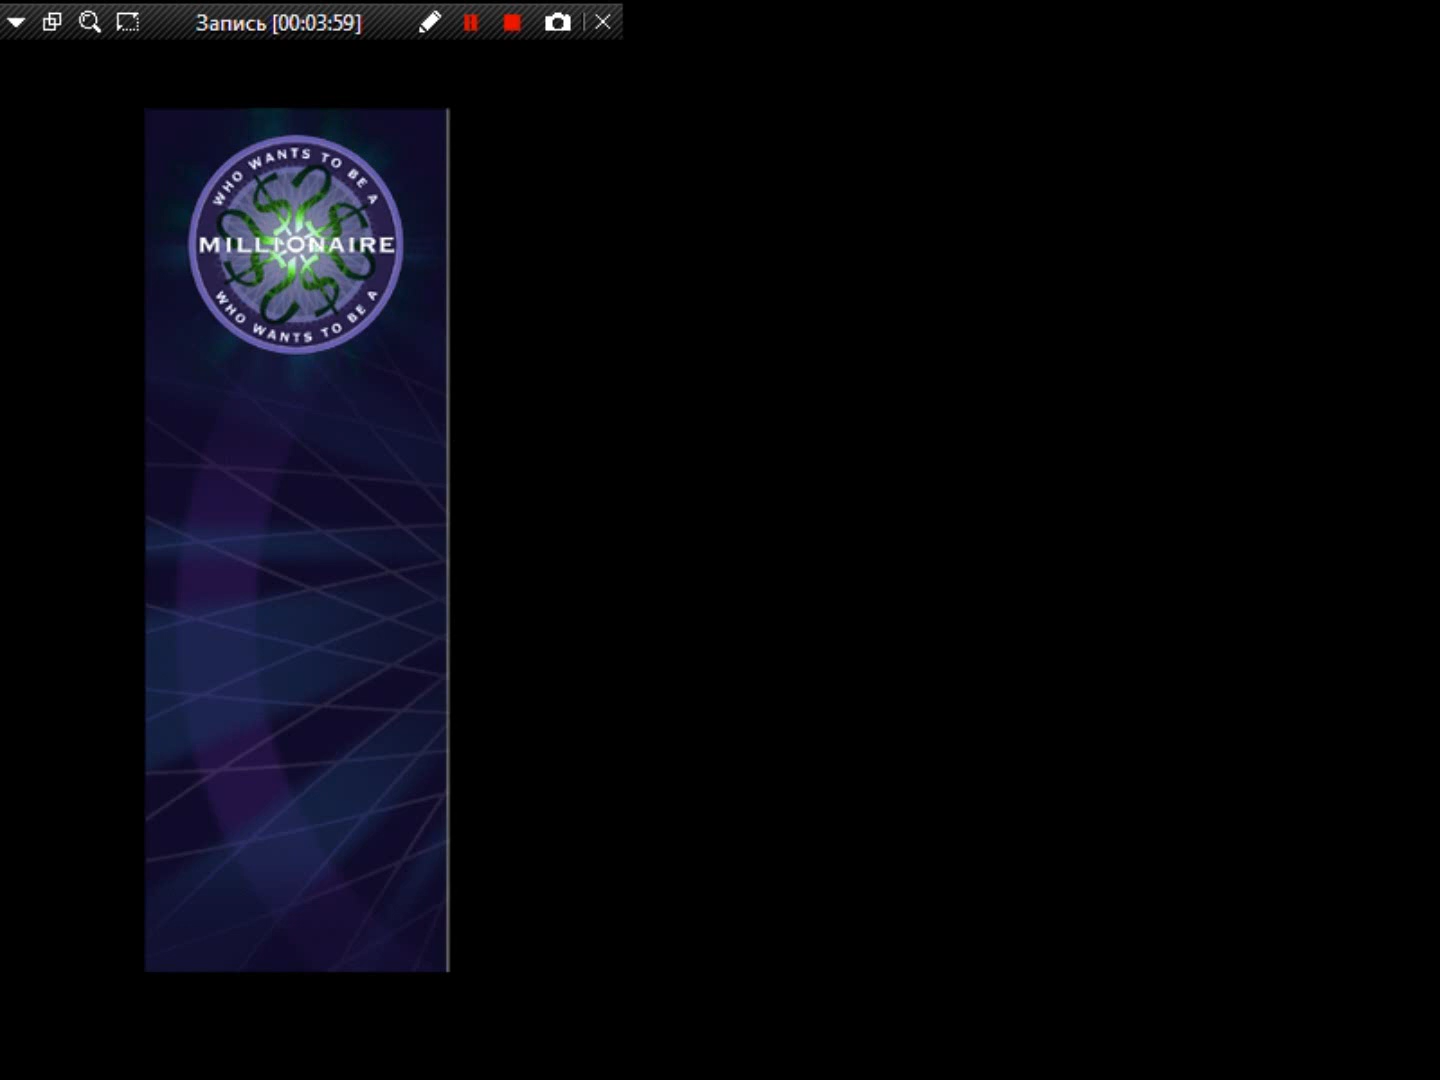 Запись [00:03:59]
WHO WANTS TO BE A
MILLIONAIRE
WHO WANTS TO BE A